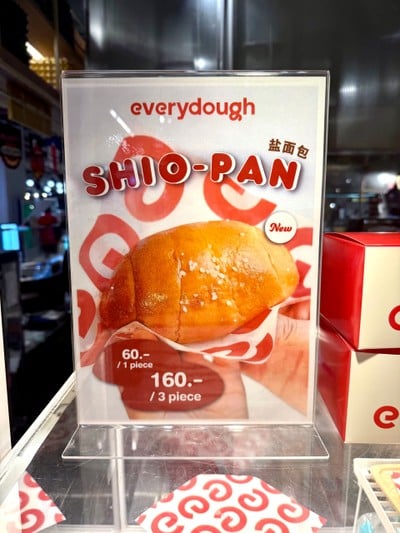 everydough
盐面包
SHIO-PAN
New
60.-
/ 1 piece
160.-
/ 3 piece